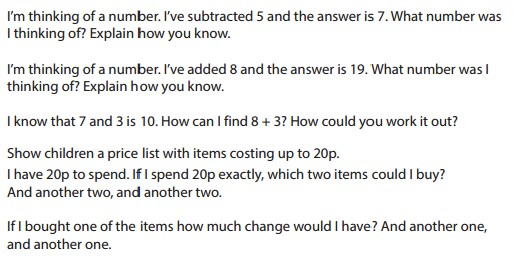 I'm thinking of a number. I've subtracted 5 and the answer is 7. What number was
I thinking of? Explain how you know.
I'm thinking of a number. I've added 8 and the answer is 19. What number was I
thinking of? Explain how you know.
I know that 7 and 3 is 10. How can I find 8 + 3? How could you work it out?
Show children a price list with items costing up to 20p.
I have 20p to spend. If I spend 20p exactly, which two items could I buy?
And another two, and another two.
If I bought one of the items how much change would I have? And another one,
and another one.